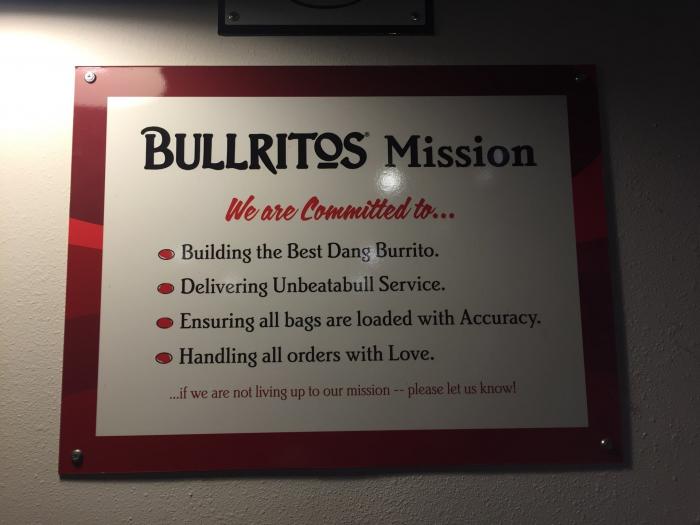 BULLRITOS® Mission
We are Committed to...
Building the Best Dang Burrito.
Delivering Unbeatabull Service.
Ensuring all bags are loaded with Accuracy.
Handling all orders with Love.
...if we are not living up to our mission -- please let us know!